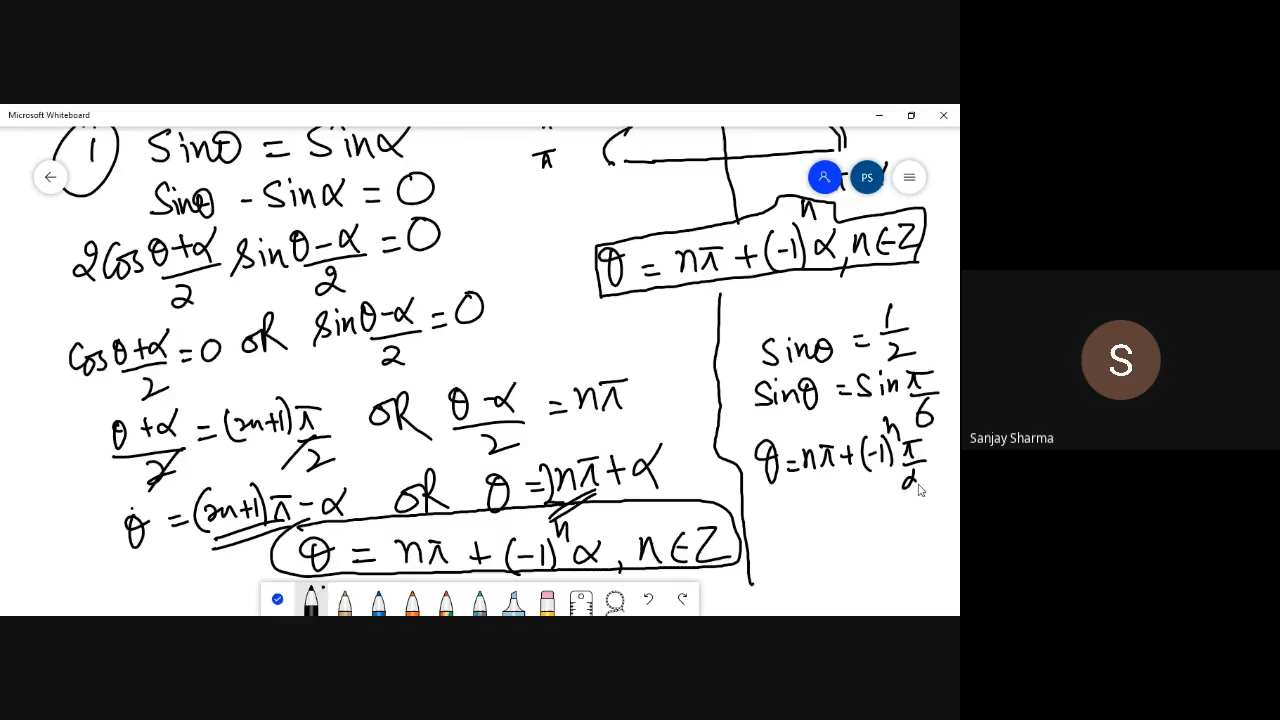 Microsoft Whiteboard
PS
i Sinθ = Sinα
Sinθ - Sinα = 0
2Cos θ+α/2 Sin θ-α/2 = 0
Cos θ+α/2 = 0 OR Sin θ-α/2 = 0
θ+α/2 = (2n+1)π/2 OR θ-α/2 = nπ
θ = (2n+1)π - α OR θ = 2nπ + α
θ = nπ + (-1)ⁿ α, n∈Z
π
θ = nπ + (-1)ⁿ α, n∈Z
Sinθ = 1/2
Sinθ = Sin π/6
θ = nπ + (-1)ⁿ π/α
S
Sanjay Sharma